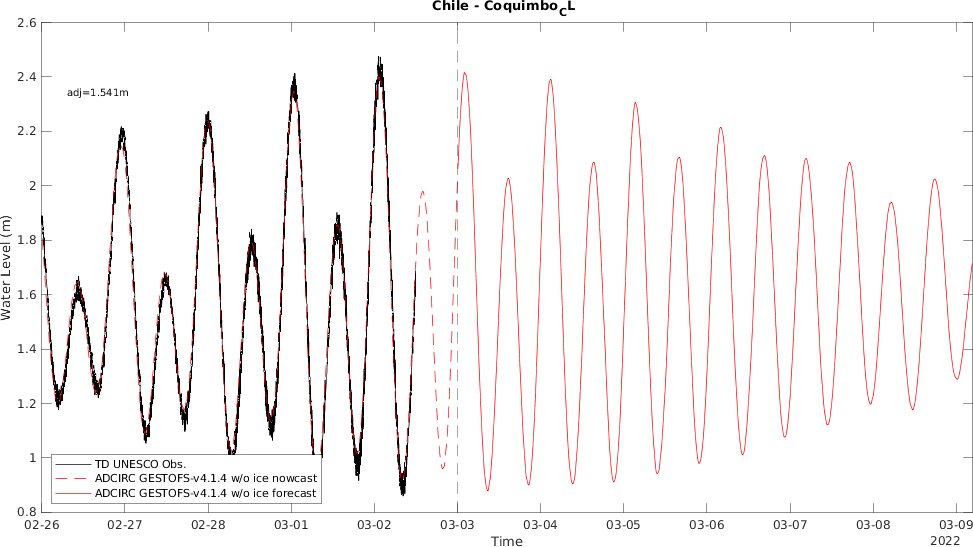 Chile - Coquimbo_CL
2.6
2.4
2.2
2
1.8
1.6
1.4
1.2
1
0.8
Water Level (m)
adj=1.541m
TD UNESCO Obs.
ADCIRC GESTOFS-v4.1.4 w/o ice nowcast
ADCIRC GESTOFS-v4.1.4 w/o ice forecast
02-26 02-27 02-28 03-01 03-02 03-03 03-04 03-05 03-06 03-07 03-08 03-09
Time
2022